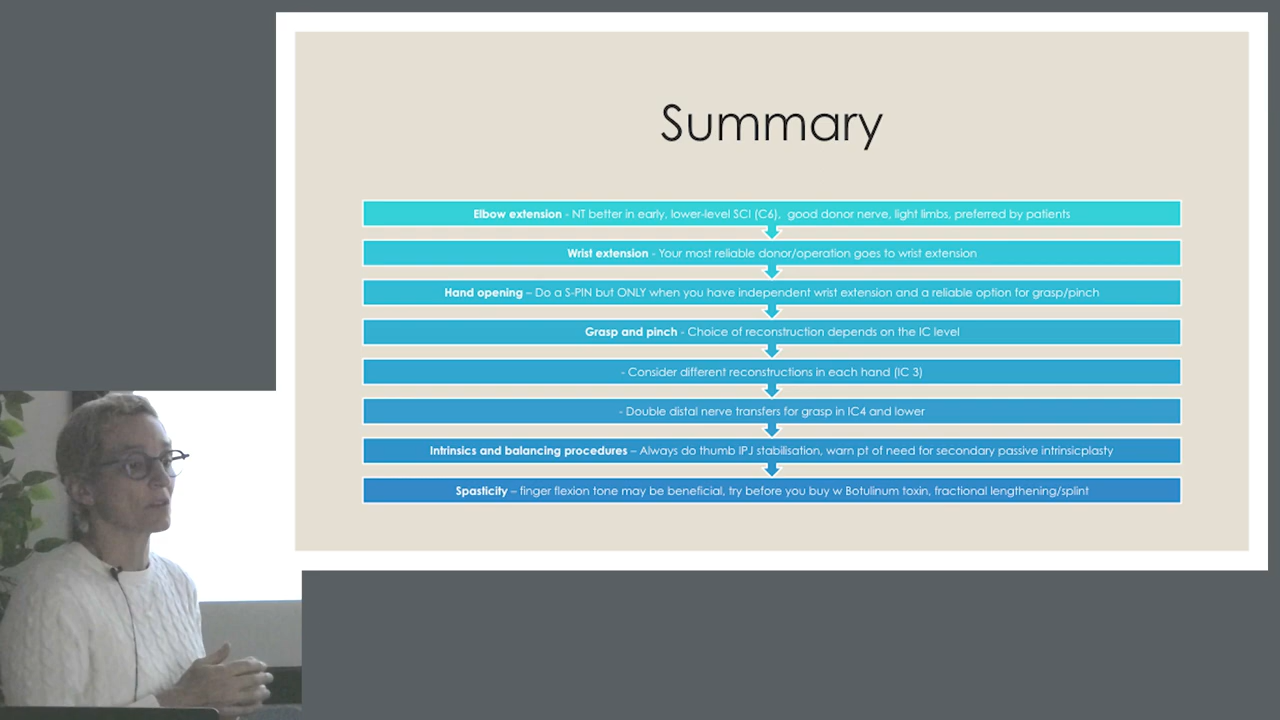 Summary
Elbow extension - NT better in early, lower-level SCI (C6), good donor nerve, light limbs, preferred by patients
Wrist extension - Your most reliable donor/operation goes to wrist extension
Hand opening – Do a S-PIN but ONLY when you have independent wrist extension and a reliable option for grasp/pinch
Grasp and pinch - Choice of reconstruction depends on the IC level
- Consider different reconstructions in each hand (IC 3)
- Double distal nerve transfers for grasp in IC4 and lower
Intrinsics and balancing procedures – Always do thumb IPJ stabilisation, warn pt of need for secondary passive intrinsicplasty
Spasticity – finger flexion tone may be beneficial, try before you buy w Botulinum toxin, fractional lengthening/splint